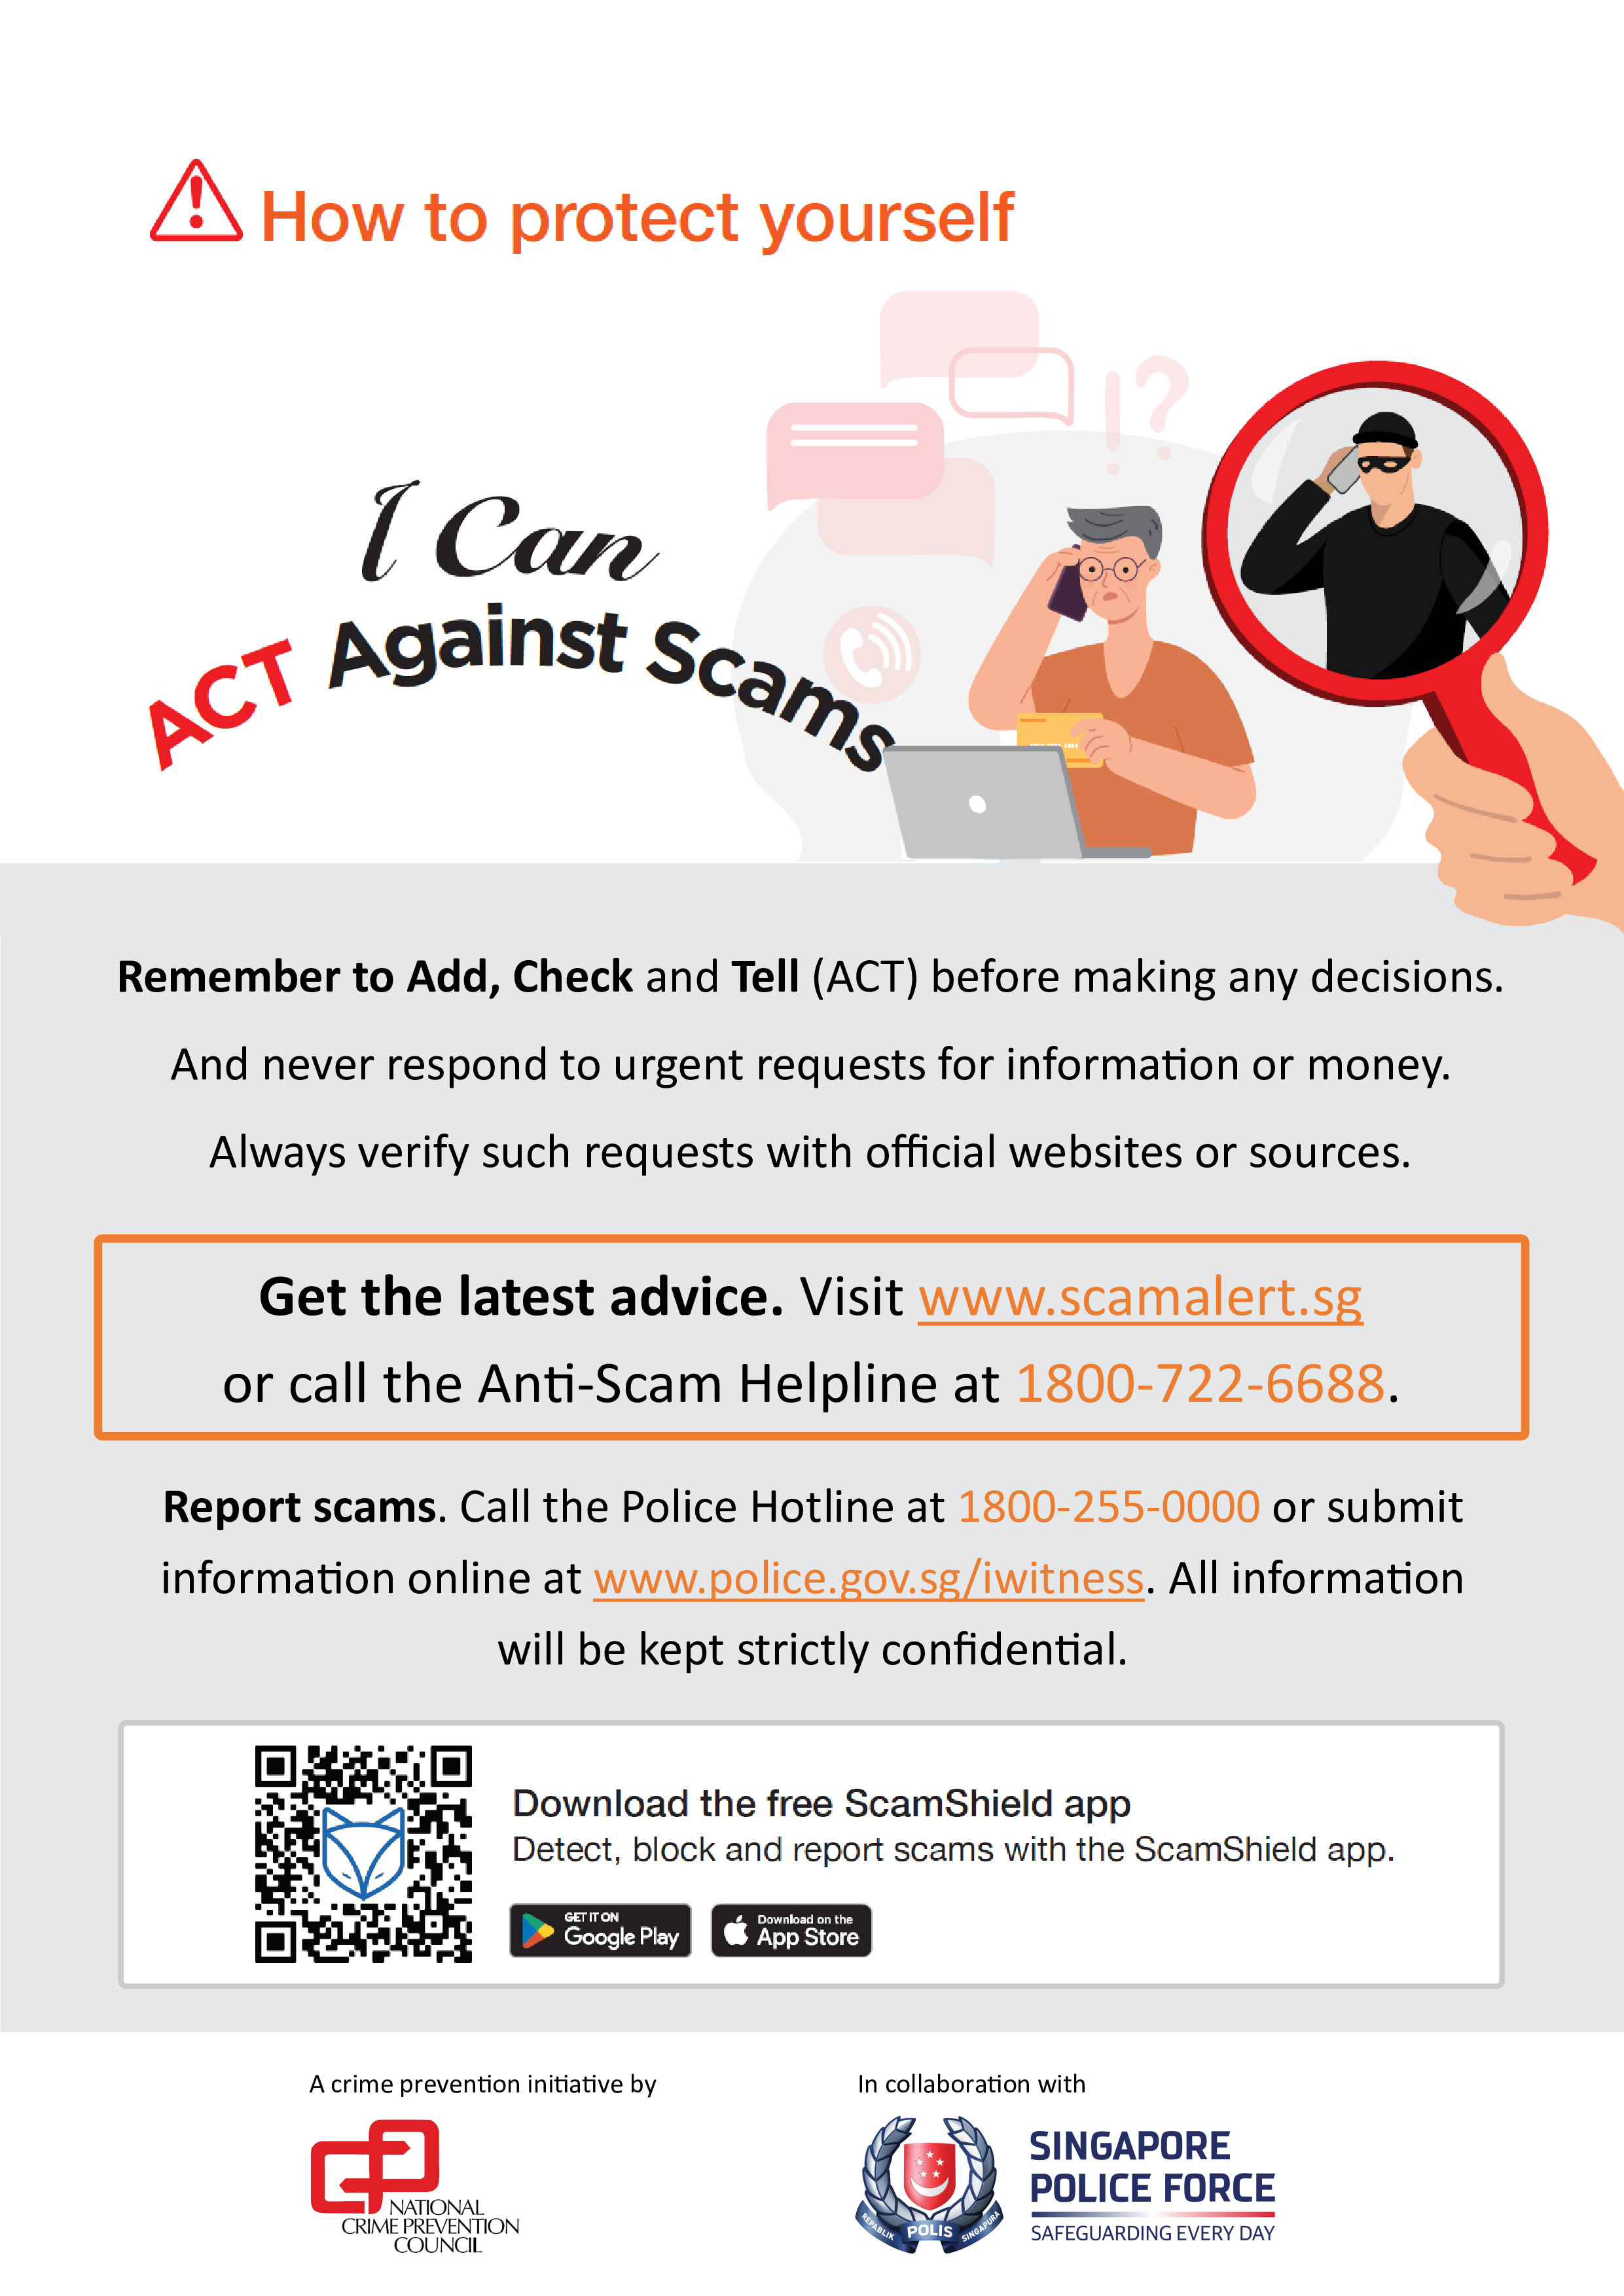 How to protect yourself
I Can
ACT Against Scams
Remember to Add, Check and Tell (ACT) before making any decisions.
And never respond to urgent requests for information or money.
Always verify such requests with official websites or sources.
Get the latest advice. Visit www.scamalert.sg
or call the Anti-Scam Helpline at 1800-722-6688.
Report scams. Call the Police Hotline at 1800-255-0000 or submit
information online at www.police.gov.sg/iwitness. All information
will be kept strictly confidential.
Download the free ScamShield app
Detect, block and report scams with the ScamShield app.
GET IT ON
Google Play
Download on the
App Store
A crime prevention initiative by
NATIONAL
CRIME PREVENTION
COUNCIL
In collaboration with
REPABLIK POLIS SINGAPURA
SINGAPORE
POLICE FORCE
SAFEGUARDING EVERY DAY